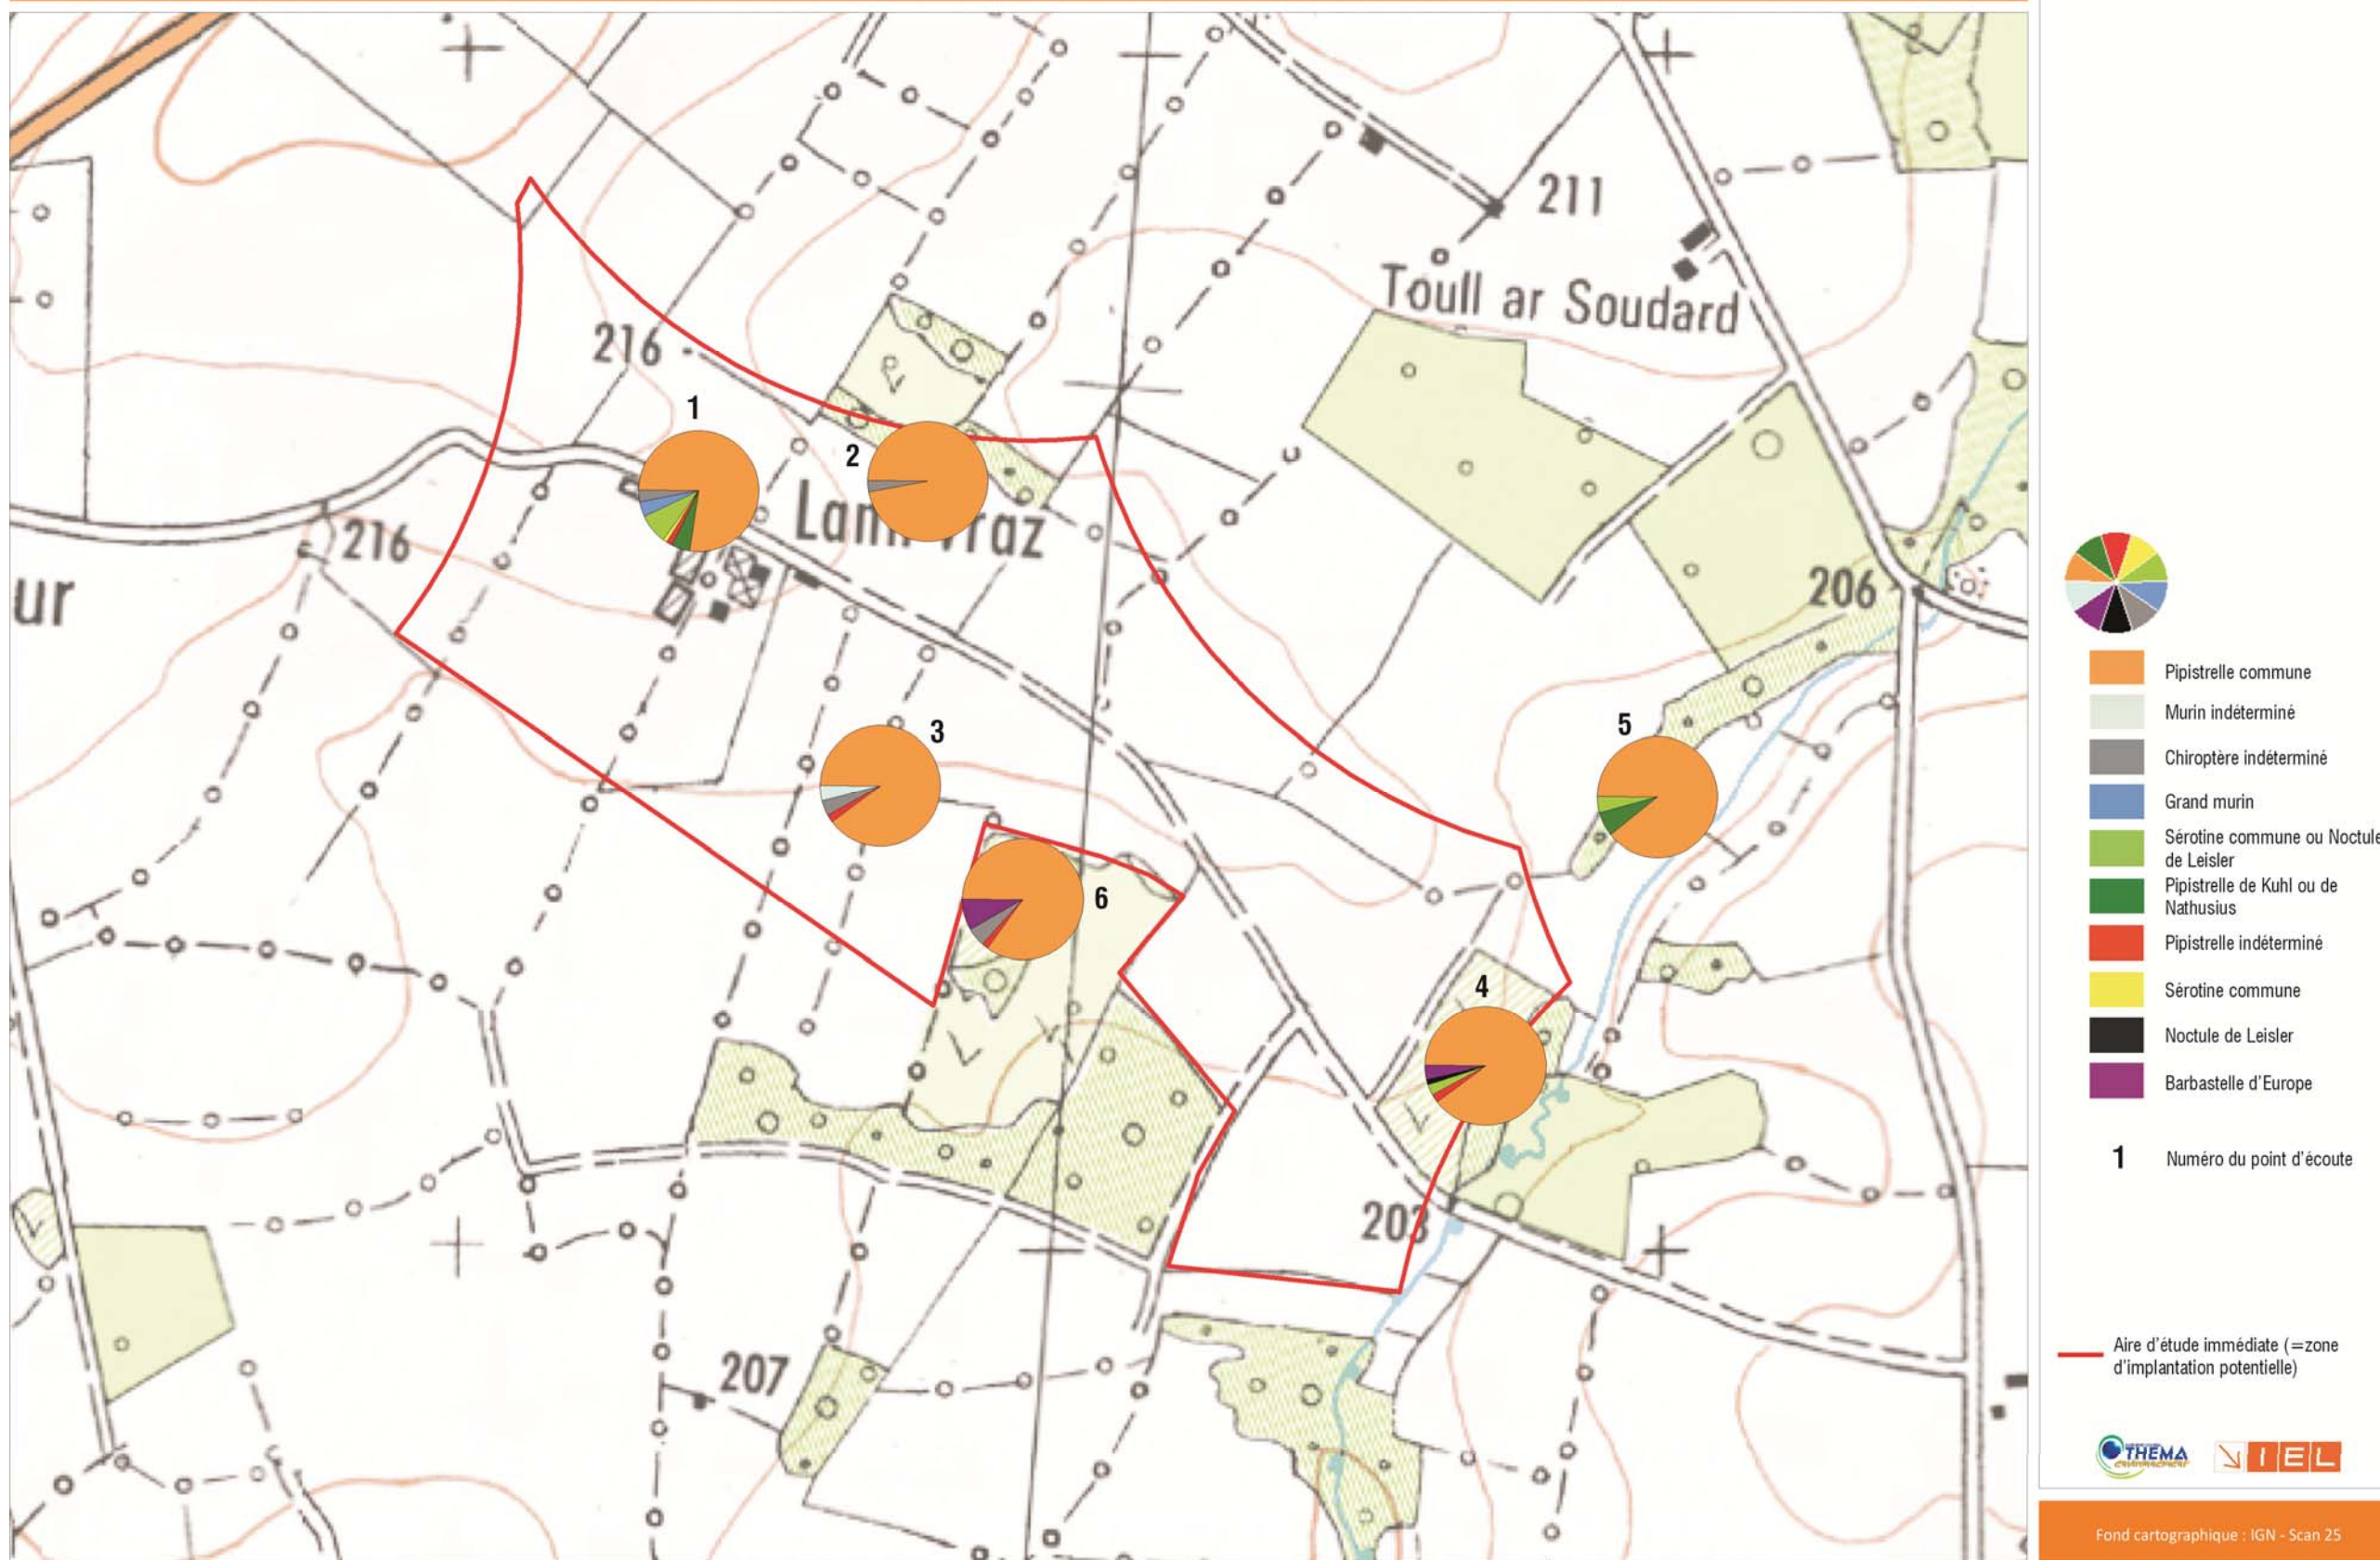 211
Toull ar Soudard
216
1
2
216
ur
206
5
3
6
4
203
207
Pipistrelle commune
Murin indéterminé
Chiroptère indéterminé
Grand murin
Sérotine commune ou Noctule
de Leisler
Pipistrelle de Kuhl ou de
Nathusius
Pipistrelle indéterminé
Sérotine commune
Noctule de Leisler
Barbastelle d'Europe
1 Numéro du point d'écoute
Aire d'étude immédiate (=zone
d'implantation potentielle)
THEMA
IEL
Fond cartographique : IGN - Scan 25